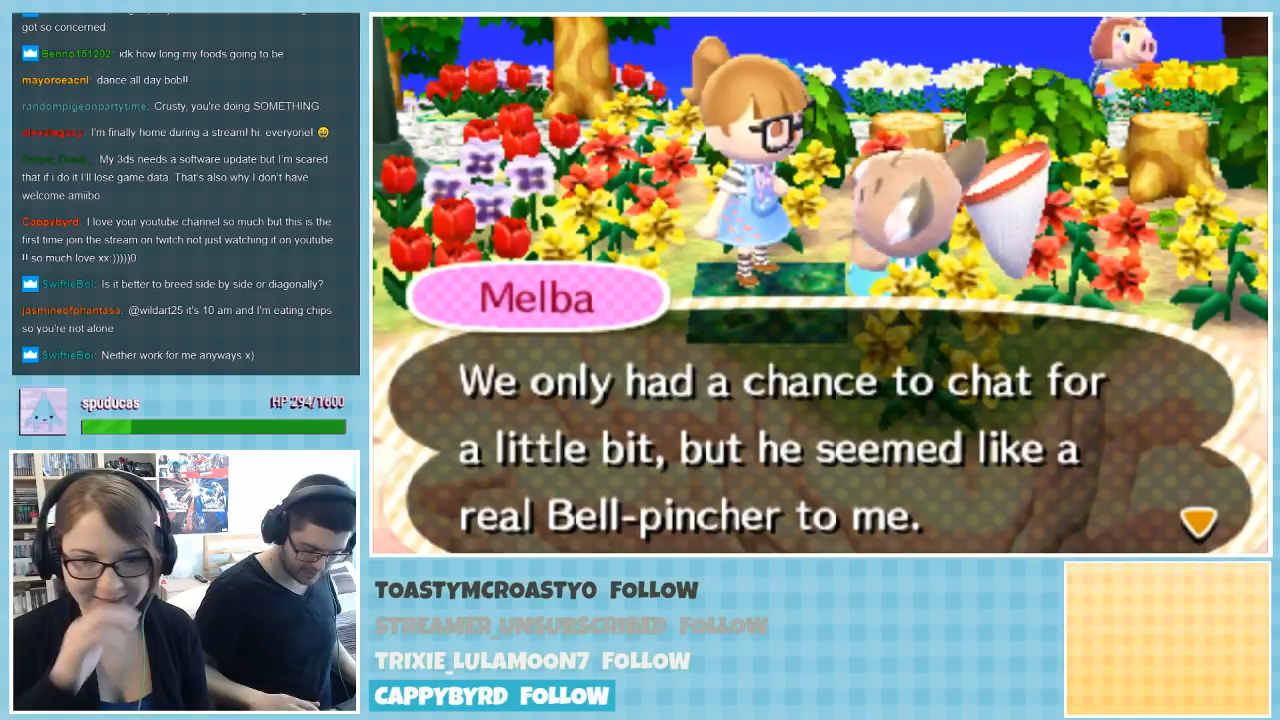 got so concerned
Benno151202: idk how long my foods going to be
mayoroeacnl: dance all day bob!!
randompigeonpartytime: Crusty, you're doing SOMETHING.
I'm finally home during a stream! hi, everyone!
My 3ds needs a software update but I'm scared
that if i do it I'll lose game data. That's also why I don't have
welcome amiibo
Cappybyrd: I love your youtube channel so much but this is the
first time join the stream on twitch not just watching it on youtube
!! so much love xx:)))))0
SwiftieBoi: Is it better to breed side by side or diagonally?
jasmineofphantasa: @wildart25 it's 10 am and I'm eating chips
so you're not alone
SwiftieBoi: Neither work for me anyways x)
spuducas HP 294/1600
Melba
We only had a chance to chat for
a little bit, but he seemed like a
real Bell-pincher to me.
TOASTYMCROASTY0 FOLLOW
STREAMER_UNSUBSCRIBED FOLLOW
TRIXIE_LULAMOON7 FOLLOW
CAPPYBYRD FOLLOW